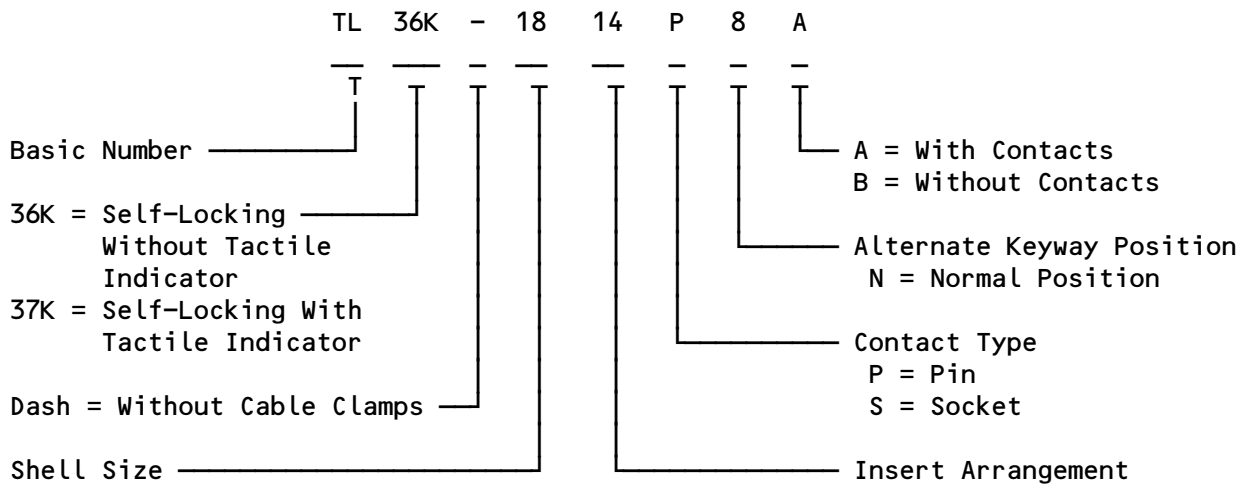 TL 36K - 18 14 P 8 A
Basic Number
A = With Contacts
B = Without Contacts
36K = Self-Locking
Without Tactile
Indicator
Alternate Keyway Position
N = Normal Position
37K = Self-Locking With
Tactile Indicator
Contact Type
P = Pin
S = Socket
Dash = Without Cable Clamps
Shell Size
Insert Arrangement